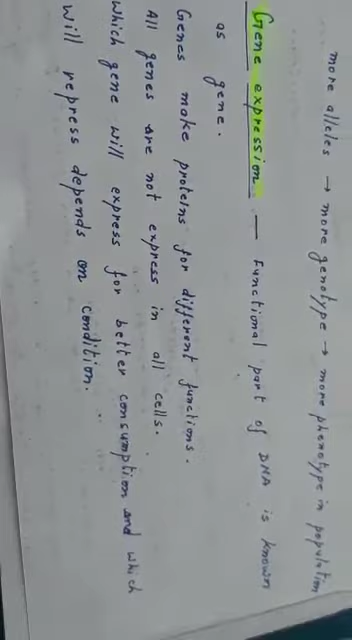 more alleles → more genotype → more phenotype in population
Gene expression — Functional part of DNA is known
as gene.
Genes make proteins for different functions.
All genes are not express in all cells.
which gene will express for better consumption and which
will repress depends on condition.